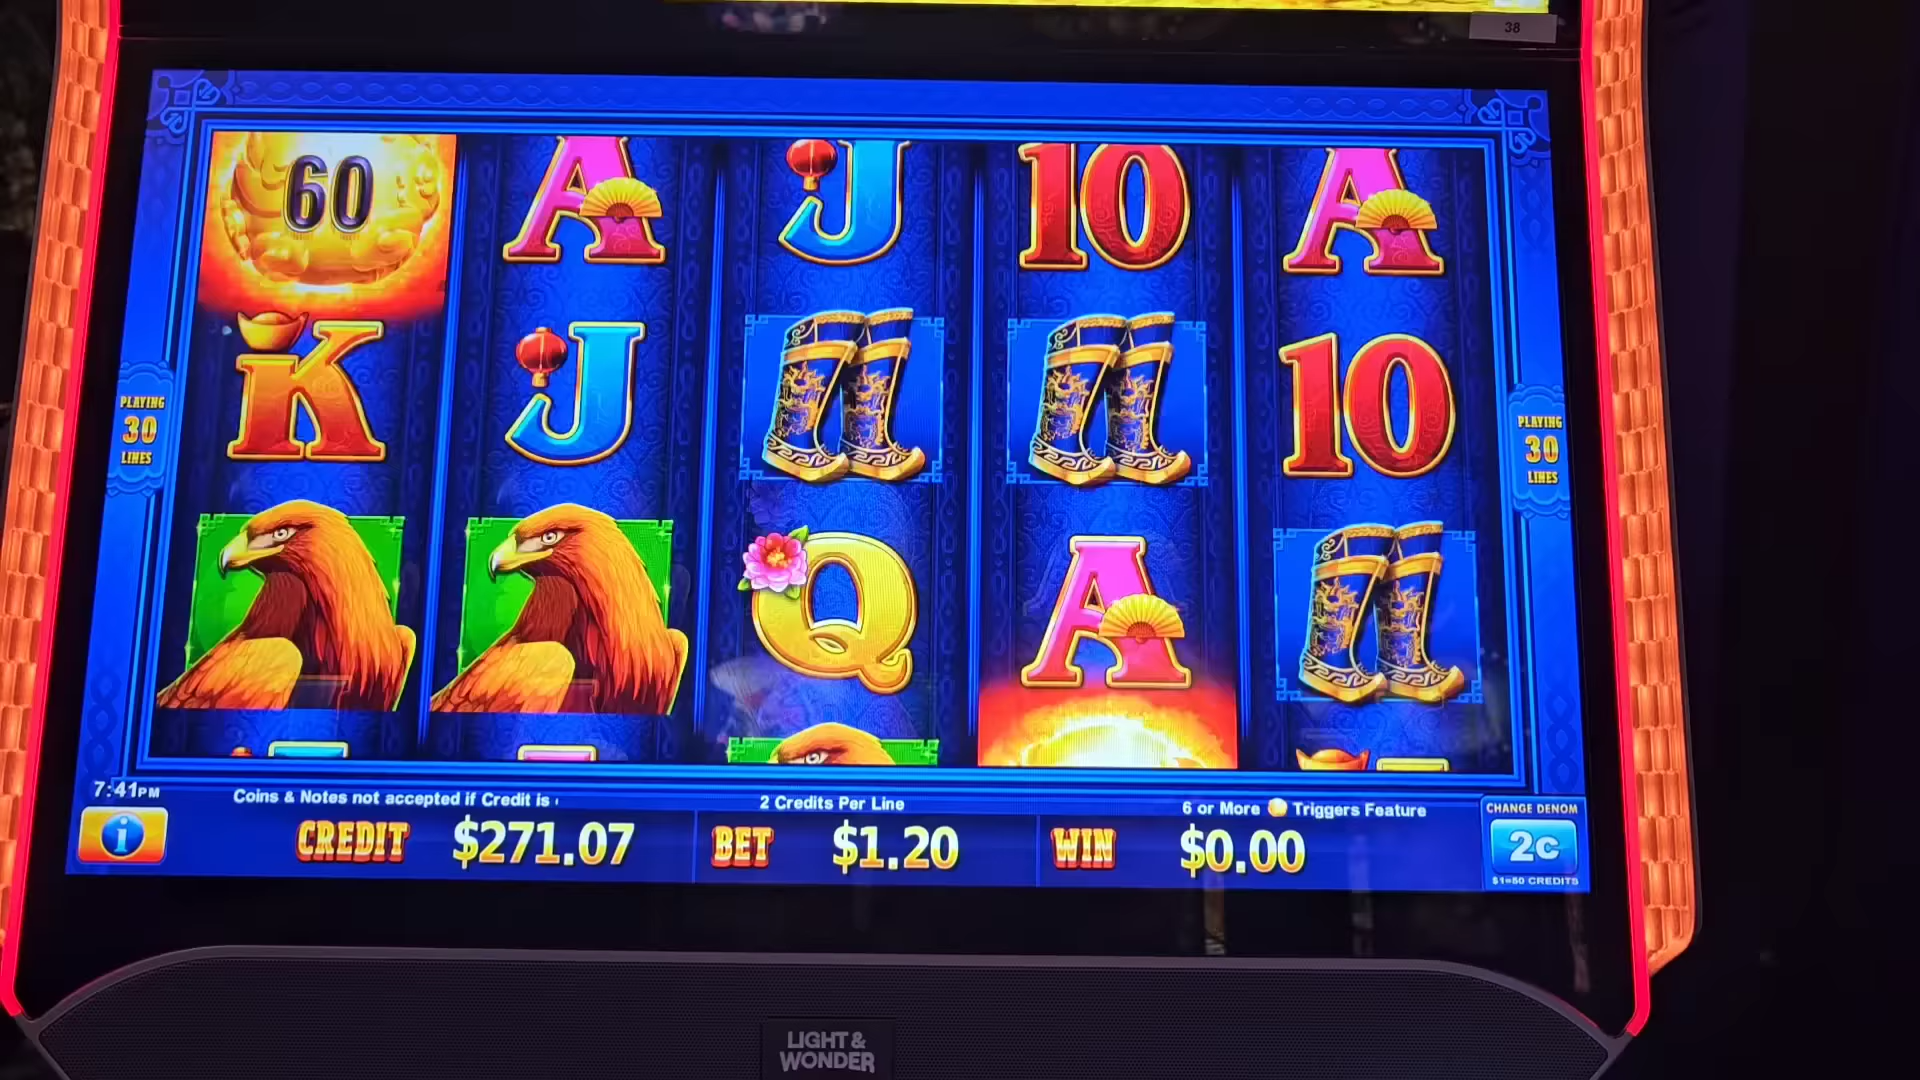 38
60 A J 10 A
K J 10
PLAYING
30
LINES
PLAYING
30
LINES
Q A
7:41PM
Coins & Notes not accepted if Credit is
2 Credits Per Line
6 or More Triggers Feature
CHANGE DENOM
i
CREDIT $271.07
BET $1.20
WIN $0.00
2c
$1=50 CREDITS
LIGHT &
WONDER